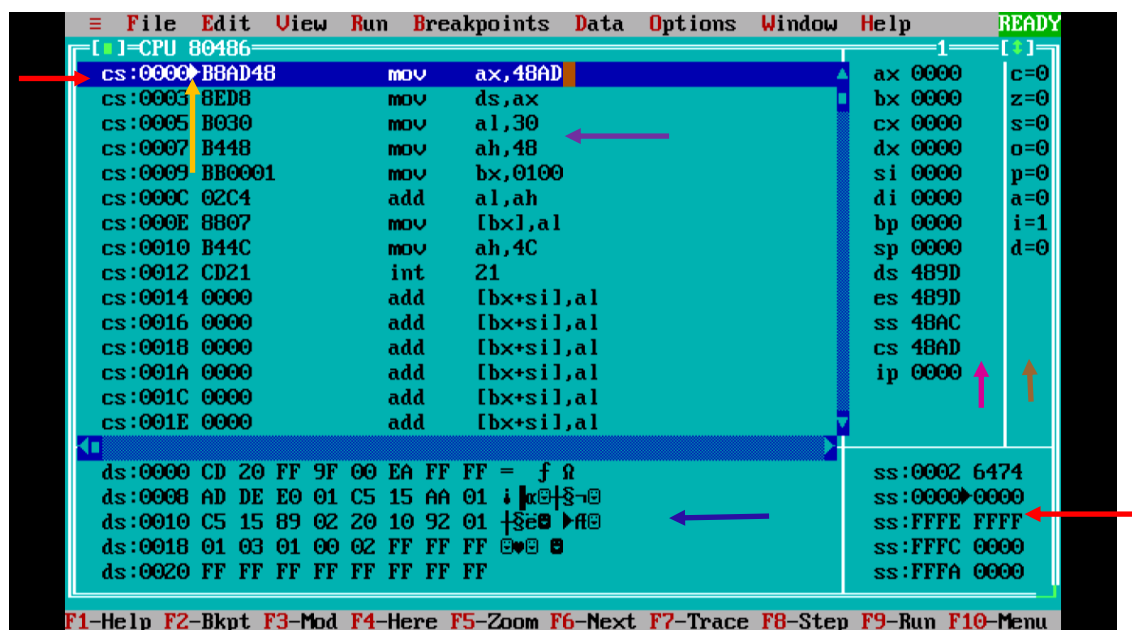 ≡ File Edit View Run Breakpoints Data Options Window Help READY
[■]=CPU 80486 1 [↕]
cs:0000 B8AD48 mov ax,48AD ax 0000 c=0
cs:0003 8ED8 mov ds,ax bx 0000 z=0
cs:0005 B030 mov al,30 cx 0000 s=0
cs:0007 B448 mov ah,48 dx 0000 o=0
cs:0009 BB0001 mov bx,0100 si 0000 p=0
cs:000C 02C4 add al,ah di 0000 a=0
cs:000E 8807 mov [bx],al bp 0000 i=1
cs:0010 B44C mov ah,4C sp 0000 d=0
cs:0012 CD21 int 21 ds 489D
cs:0014 0000 add [bx+si],al es 489D
cs:0016 0000 add [bx+si],al ss 48AC
cs:0018 0000 add [bx+si],al cs 48AD
cs:001A 0000 add [bx+si],al ip 0000
cs:001C 0000 add [bx+si],al
cs:001E 0000 add [bx+si],al
ds:0000 CD 20 FF 9F 00 EA FF FF = ƒ Ω ss:0002 6474
ds:0008 AD DE E0 01 C5 15 AA 01 ¡▐α☺┼§¬☺ ss:0000 0000
ds:0010 C5 15 89 02 20 10 92 01 ┼§ë☻ ►Æ☺ ss:FFFE FFFF
ds:0018 01 03 01 00 02 FF FF FF ☺♥☺ ☻ ss:FFFC 0000
ds:0020 FF FF FF FF FF FF FF FF ss:FFFA 0000
F1-Help F2-Bkpt F3-Mod F4-Here F5-Zoom F6-Next F7-Trace F8-Step F9-Run F10-Menu